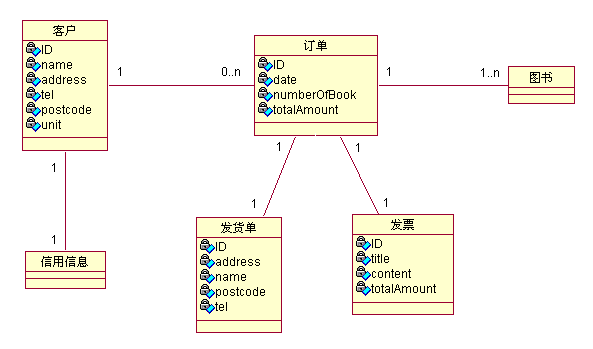 客户
ID
name
address
tel
postcode
unit
1
0..n
订单
ID
date
numberOfBook
totalAmount
1
1..n
图书
1
1
信用信息
1
1
发货单
ID
address
name
postcode
tel
1
1
发票
ID
title
content
totalAmount